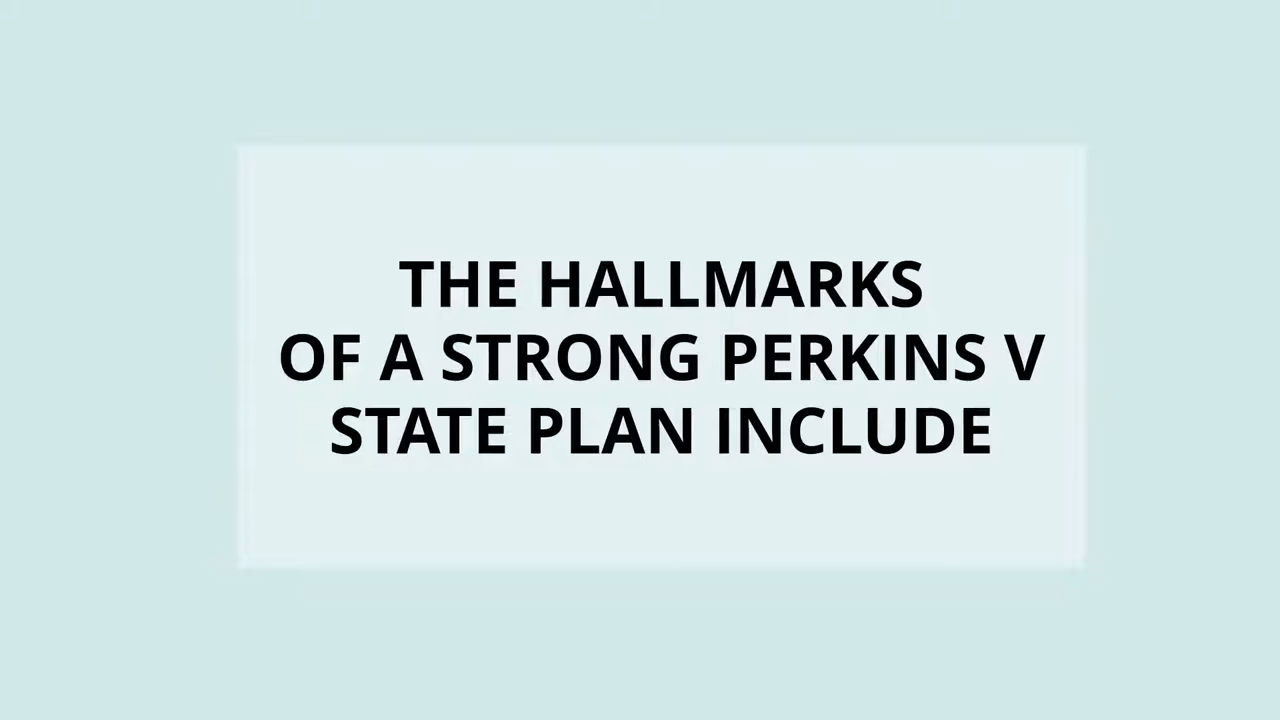 THE HALLMARKS
OF A STRONG PERKINS V
STATE PLAN INCLUDE